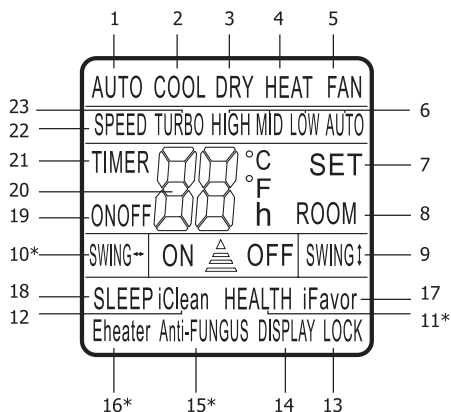 1 2 3 4 5
AUTO COOL DRY HEAT FAN
23 6
22 SPEED TURBO HIGH MID LOW AUTO
21 TIMER °C SET 7
20 88 °F
19 ONOFF h ROOM 8
10* SWING↔ ON OFF SWING↕ 9
18 SLEEP iClean HEALTH iFavor 17
12 11*
Eheater Anti-FUNGUS DISPLAY LOCK
16* 15* 14 13